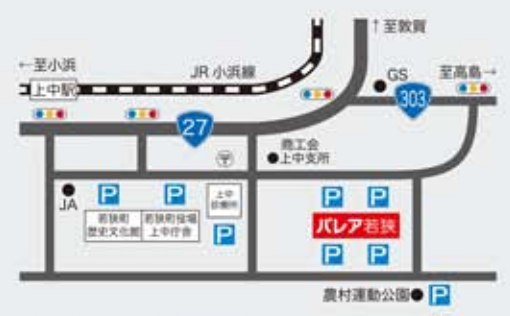 ↑至敦賀
←至小浜
JR小浜線
GS
至高島→
上中駅
303
27
〒
商工会
●上中支所
JA
P
P
上中
診療所
P
P
P
若狭町
歴史文化館
若狭町役場
上中庁舎
P
パレア若狭
P
P
農村運動公園●P